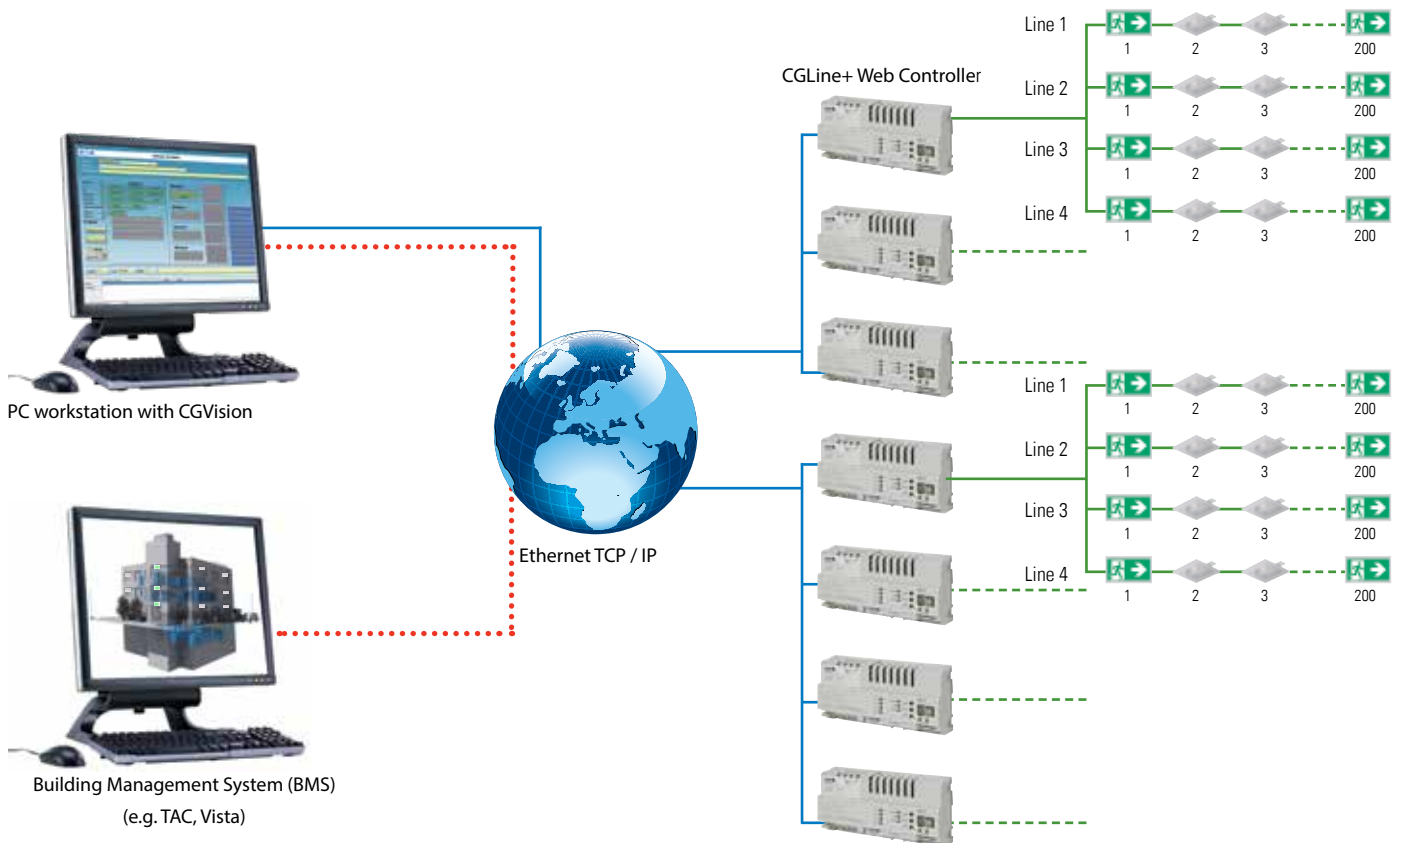 Line 1
1 2 3 200
CGLine+ Web Controller
Line 2
1 2 3 200
Line 3
1 2 3 200
Line 4
1 2 3 200
PC workstation with CGVision
Line 1
1 2 3 200
Line 2
1 2 3 200
Line 3
1 2 3 200
Ethernet TCP / IP
Line 4
1 2 3 200
Building Management System (BMS)
(e.g. TAC, Vista)